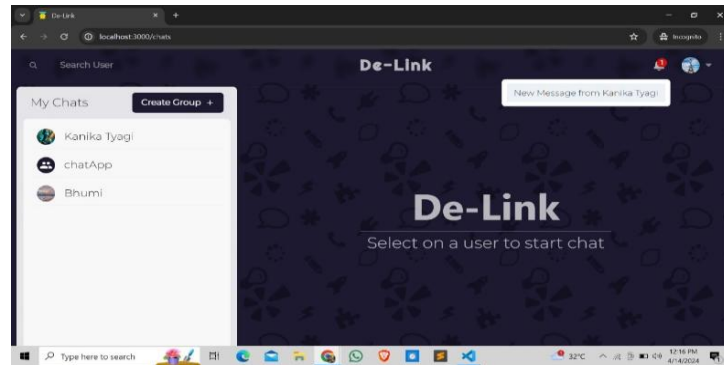 De-Link
localhost:3000/chats
Incognito
Search User
De-Link
1
My Chats
Create Group +
New Message from Kanika Tyagi
Kanika Tyagi
chatApp
Bhumi
De-Link
Select on a user to start chat
Type here to search
32°C
12:16 PM
4/14/2024